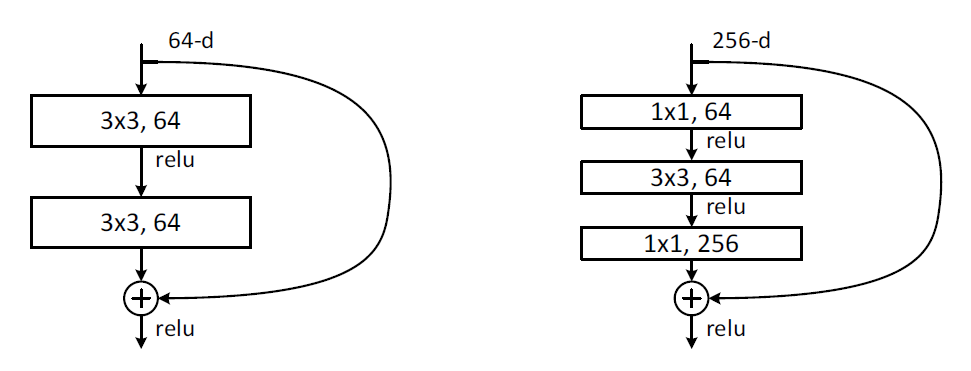 64-d
3x3, 64
relu
3x3, 64
relu
256-d
1x1, 64
relu
3x3, 64
relu
1x1, 256
relu